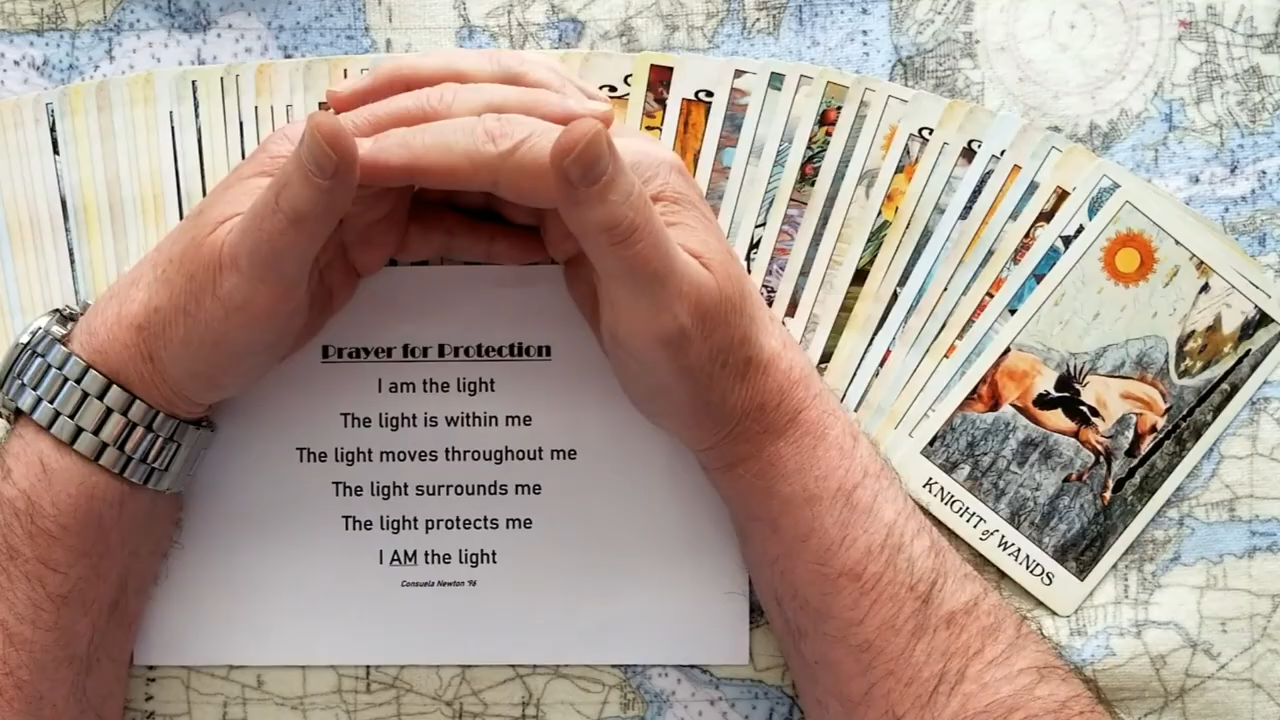 Prayer for Protection
I am the light
The light is within me
The light moves throughout me
The light surrounds me
The light protects me
I AM the light
Consuela Newton '96
KNIGHT of WANDS